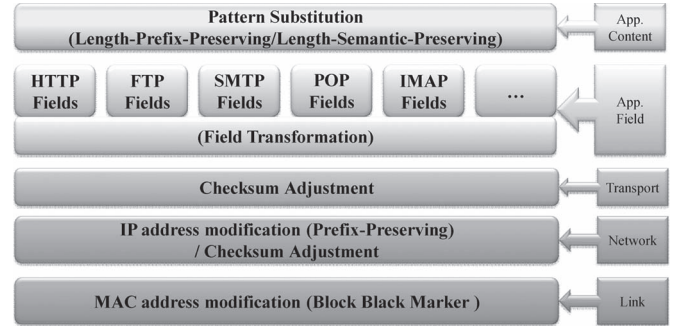 Pattern Substitution
(Length-Prefix-Preserving/Length-Semantic-Preserving)
App.
Content
HTTP
Fields
FTP
Fields
SMTP
Fields
POP
Fields
IMAP
Fields
...
(Field Transformation)
App.
Field
Checksum Adjustment
Transport
IP address modification (Prefix-Preserving)
/ Checksum Adjustment
Network
MAC address modification (Block Black Marker )
Link